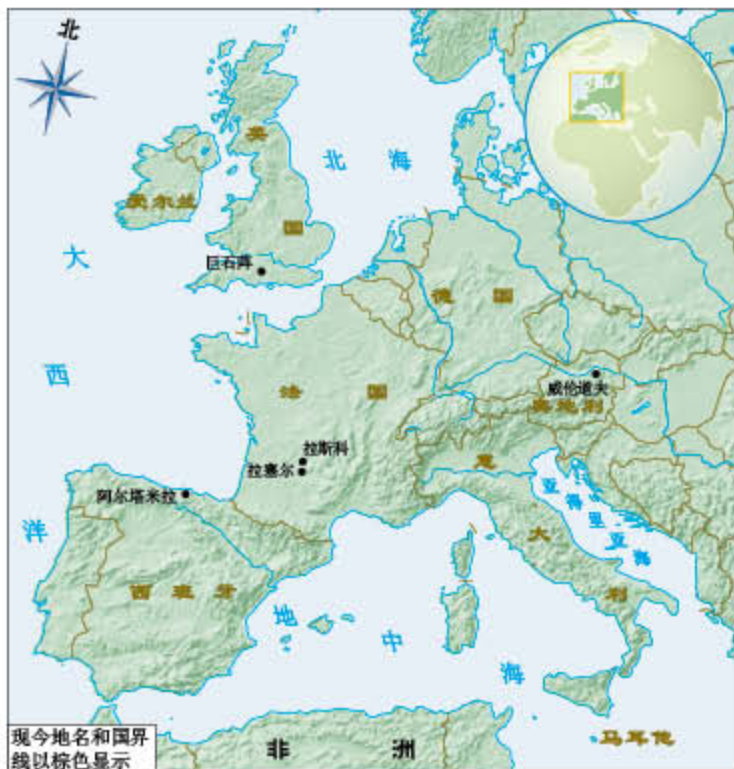 北
北 海
英
国
爱尔兰
巨石阵
大
西
洋
德 国
威伦道夫
奥地利
法 国
拉斯科
拉塞尔
阿尔塔米拉
意
大
利
亚得里亚海
西班牙
地 中 海
马耳他
非 洲
现今地名和国界
线以棕色显示